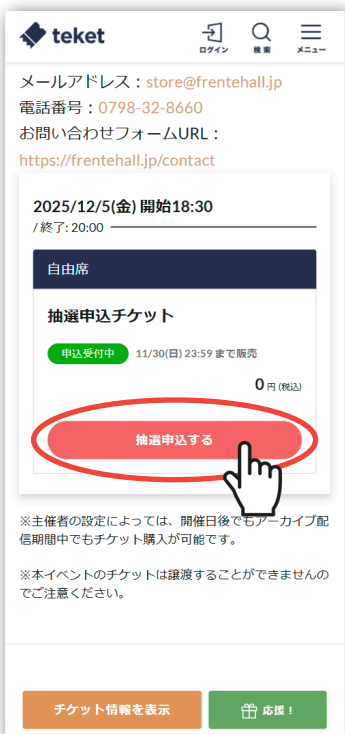 teket
ログイン
検索
メニュー
メールアドレス：store@frentehall.jp
電話番号：0798-32-8660
お問い合わせフォームURL：
https://frentehall.jp/contact
2025/12/5(金) 開始18:30
/ 終了: 20:00
自由席
抽選申込チケット
申込受付中 11/30(日) 23:59 まで販売
0 円 (税込)
抽選申込する
※主催者の設定によっては、開催日後でもアーカイブ配
信期間中でもチケット購入が可能です。
※本イベントのチケットは譲渡することができませんの
でご注意ください。
チケット情報を表示
応援！